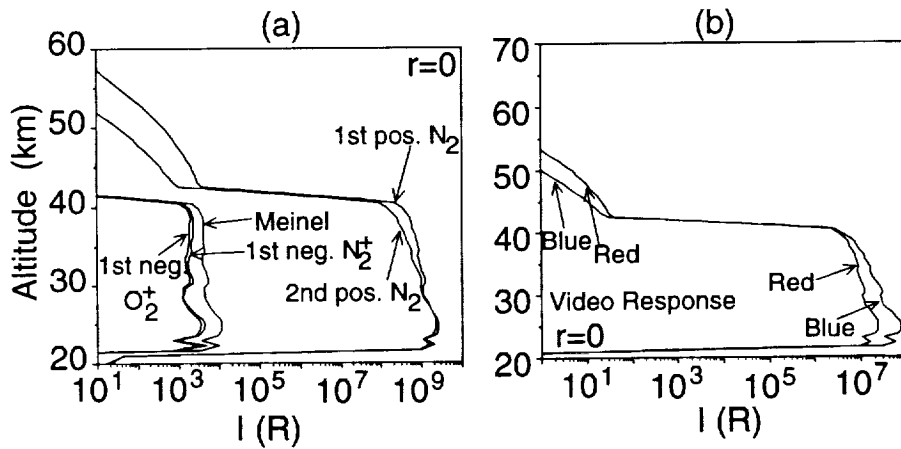 (a)
60
50
40
30
20
Altitude (km)
r=0
1st pos. N2
Meinel
1st neg. N2+
1st neg.
O2+
2nd pos. N2
10^1 10^3 10^5 10^7 10^9
I (R)
(b)
70
60
50
40
30
20
Blue
Red
Red
Video Response
Blue
r=0
10^1 10^3 10^5 10^7
I (R)